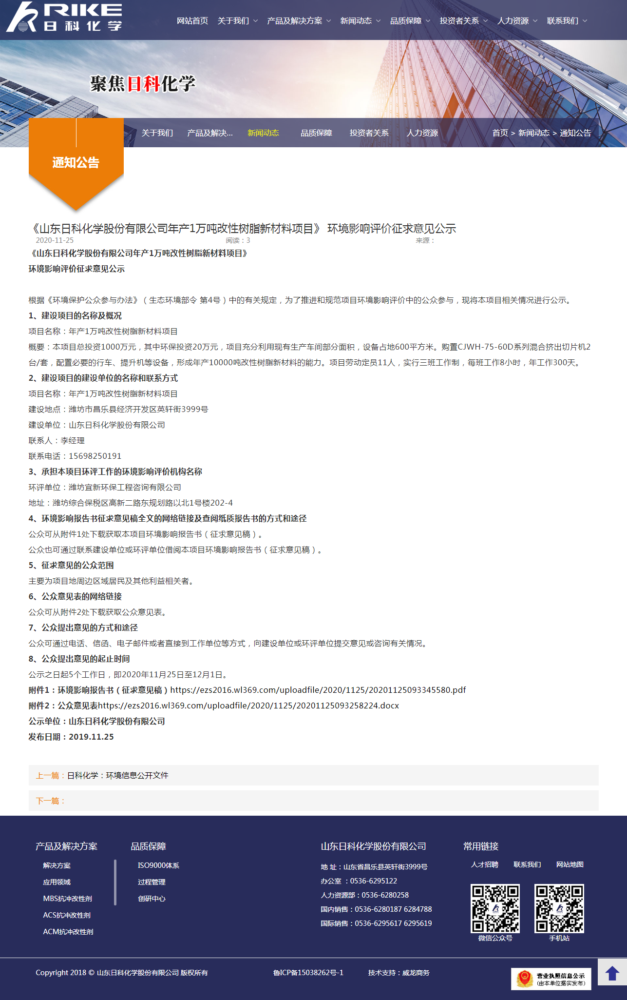 RIKE
日科化学
网站首页 关于我们 产品及解决方案 新闻动态 品质保障 投资者关系 人力资源 联系我们
聚焦日科化学
关于我们 产品及解决... 新闻动态 品质保障 投资者关系 人力资源 首页 > 新闻动态 > 通知公告
通知公告
《山东日科化学股份有限公司年产1万吨改性树脂新材料项目》 环境影响评价征求意见公示
2020-11-25 阅读：3 来源：
《山东日科化学股份有限公司年产1万吨改性树脂新材料项目》
环境影响评价征求意见公示
根据《环境保护公众参与办法》（生态环境部令 第4号）中的有关规定，为了推进和规范项目环境影响评价中的公众参与，现将本项目相关情况进行公示。
1、建设项目的名称及概况
项目名称：年产1万吨改性树脂新材料项目
概要：本项目总投资1000万元，其中环保投资20万元，项目充分利用现有生产车间部分面积，设备占地600平方米。购置CJWH-75-60D系列混合挤出切片机2
台/套，配置必要的行车、提升机等设备，形成年产10000吨改性树脂新材料的能力。项目劳动定员11人，实行三班工作制，每班工作8小时，年工作300天。
2、建设项目的建设单位的名称和联系方式
项目名称：年产1万吨改性树脂新材料项目
建设地点：潍坊市昌乐县经济开发区英轩街3999号
建设单位：山东日科化学股份有限公司
联系人：李经理
联系电话：15698250191
3、承担本项目环评工作的环境影响评价机构名称
环评单位：潍坊宜新环保工程咨询有限公司
地址：潍坊综合保税区高新二路东规划路以北1号楼202-4
4、环境影响报告书征求意见稿全文的网络链接及查阅纸质报告书的方式和途径
公众可从附件1处下载获取本项目环境影响报告书（征求意见稿）。
公众也可通过联系建设单位或环评单位借阅本项目环境影响报告书（征求意见稿）。
5、征求意见的公众范围
主要为项目地周边区域居民及其他利益相关者。
6、公众意见表的网络链接
公众可从附件2处下载获取公众意见表。
7、公众提出意见的方式和途径
公众可通过电话、信函、电子邮件或者直接到工作单位等方式，向建设单位或环评单位提交意见或咨询有关情况。
8、公众提出意见的起止时间
公示之日起5个工作日，即2020年11月25日至12月1日。
附件1：环境影响报告书（征求意见稿）https://ezs2016.wl369.com/uploadfile/2020/1125/20201125093345580.pdf
附件2：公众意见表https://ezs2016.wl369.com/uploadfile/2020/1125/20201125093258224.docx
公示单位：山东日科化学股份有限公司
发布日期：2019.11.25
上一篇：日科化学：环境信息公开文件
下一篇：
产品及解决方案 品质保障 山东日科化学股份有限公司 常用链接
解决方案 ISO9000体系 地 址：山东省昌乐县英轩街3999号 人才招聘 联系我们 网站地图
应用领域 过程管理 办公室 ：0536-6295122
MBS抗冲改性剂 创研中心 人力资源部：0536-6280258
ACS抗冲改性剂 国内销售：0536-6280187 6284788
ACM抗冲改性剂 国际销售：0536-6295617 6295619
微信公众号 手机站
Copyright 2018 © 山东日科化学股份有限公司 版权所有 鲁ICP备15038262号-1 技术支持：威龙商务
营业执照信息公示
(由本单位据实发布)